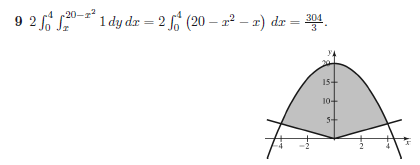 9 2 ∫₀⁴ ∫ₓ^{20−x²} 1 dy dx = 2 ∫₀⁴ (20 − x² − x) dx = 304/3.
y
20
15
10
5
-4 -2 2 4 x